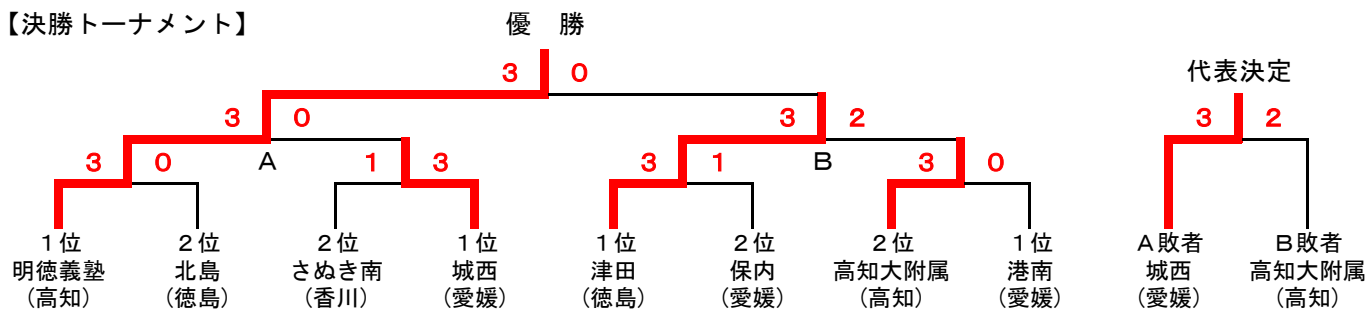 【決勝トーナメント】
優　勝
3 0
代表決定
3 0
3 2
3 2
3 0
A
1 3
3 1
B
3 0
1位 2位 2位 1位 1位 2位 2位 1位 A敗者 B敗者
明徳義塾 北島 さぬき南 城西 津田 保内 高知大附属 港南 城西 高知大附属
(高知) (徳島) (香川) (愛媛) (徳島) (愛媛) (高知) (愛媛) (愛媛) (高知)